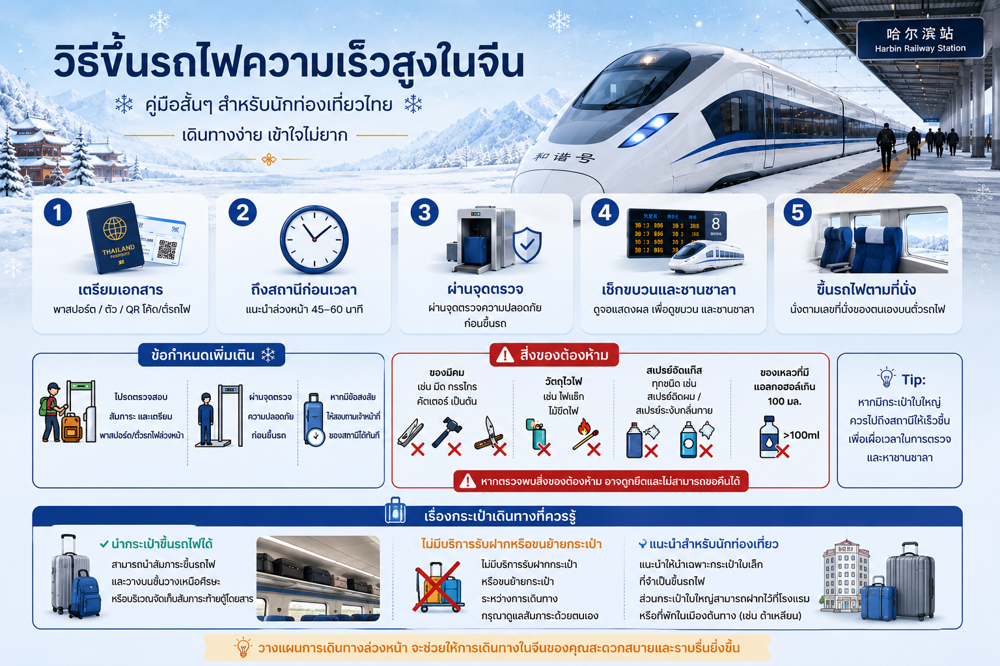 วิธีขึ้นรถไฟความเร็วสูงในจีน
คู่มือสั้นๆ สำหรับนักท่องเที่ยวไทย
เดินทางง่าย เข้าใจไม่ยาก
哈尔滨站
Harbin Railway Station
和谐号
1
THAILAND
เตรียมเอกสาร
พาสปอร์ต / ตัว / QR โค้ด/ตั๋รถไฟ
2
ถึงสถานีก่อนเวลา
แนะนำล่วงหน้า 45–60 นาที
3
ผ่านจุดตรวจ
ผ่านจุดตรวจความปลอดภัย
ก่อนขึ้นรถ
4
8
เช็กขบวนและชานชาลา
ดูจอแสดงผล เพื่อดูขบวน และชานชาลา
5
ขึ้นรถไฟตามที่นั่ง
นั่งตามเลขที่นั่งของตนเองบนตั๋วรถไฟ
ข้อกำหนดเพิ่มเติน
โปรดตรวจสอบ
สัมภาระ และเตรียม
พาสปอร์ต/ตั๋วรถไฟล่วงหน้า
ผ่านจุดตรวจ
ความปลอดภัย
ก่อนขึ้นรถ
หากมีข้อสงสัย
ให้สอบถามเจ้าหน้าที่
ของสถานีได้ทันที
สิ่งของต้องห้าม
ของมีคม
เช่น มีด กรรไกร
คัตเตอร์ เป็นต้น
วัตถุไวไฟ
เช่น ไฟแช็ก
ไม้ขีดไฟ
สเปรย์อัดแก๊ส
ทุกชนิด เช่น
สเปรย์ฉีดผม /
สเปรย์ระงับกลิ่นกาย
ของเหลวที่มี
แอลกอฮอล์เกิน
100 มล.
>100ml
หากตรวจพบสิ่งของต้องห้าม อาจถูกยึดและไม่สามารถขอคืนได้
Tip:
หากมีกระเป๋าใบใหญ่
ควรไปถึงสถานีให้เร็วขึ้น
เพื่อเผื่อเวลาในการตรวจ
และหาชานชาลา
เรื่องกระเป๋าเดินทางที่ควรรู้
นำกระเป๋าขึ้นรถไฟได้
สามารถนำสัมภาระขึ้นรถไฟ
และวางบนชั้นวางเหนือศีรษะ
หรือบริเวณจัดเก็บสัมภาระท้ายตู้โดยสาร
ไม่มีบริการรับฝากหรือขนย้ายกระเป๋า
ไม่มีบริการรับฝากกระเป๋า
หรือขนย้ายกระเป๋า
ระหว่างการเดินทาง
กรุณาดูแลสัมภาระด้วยตนเอง
แนะนำสำหรับนักท่องเที่ยว
แนะนำให้นำเฉพาะกระเป๋าใบเล็ก
ที่จำเป็นขึ้นรถไฟ
ส่วนกระเป๋าใบใหญ่สามารถฝากไว้ที่โรงแรม
หรือที่พักในเมืองต้นทาง (เช่น ต้าเหลียน)
วางแผนการเดินทางล่วงหน้า จะช่วยให้การเดินทางในจีนของคุณสะดวกสบายและราบรื่นยิ่งขึ้น